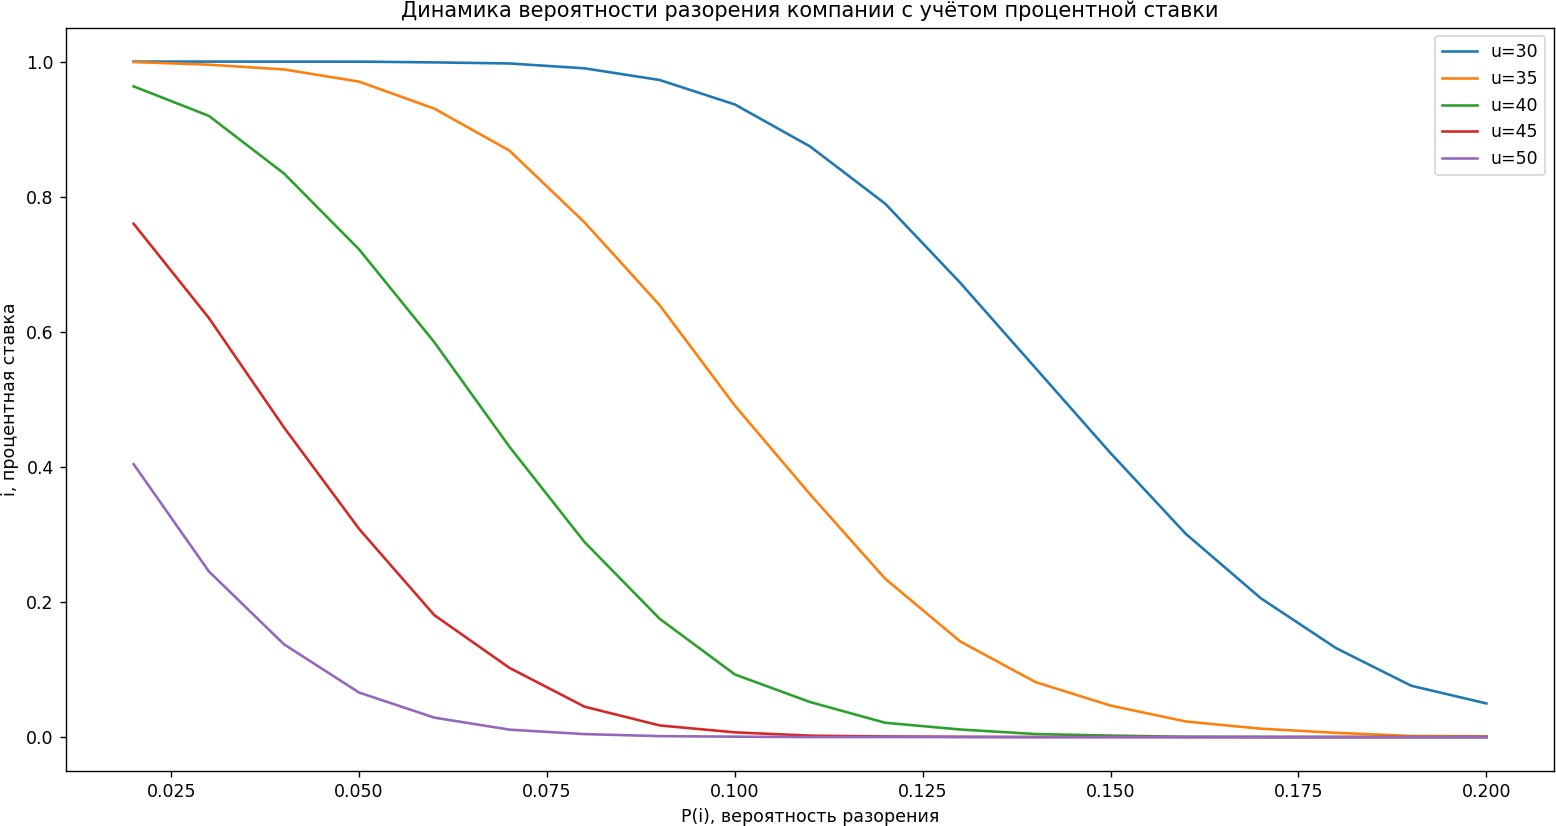 Динамика вероятности разорения компании с учётом процентной ставки
u=30
u=35
u=40
u=45
u=50
i, процентная ставка
1.0
0.8
0.6
0.4
0.2
0.0
0.025 0.050 0.075 0.100 0.125 0.150 0.175 0.200
P(i), вероятность разорения